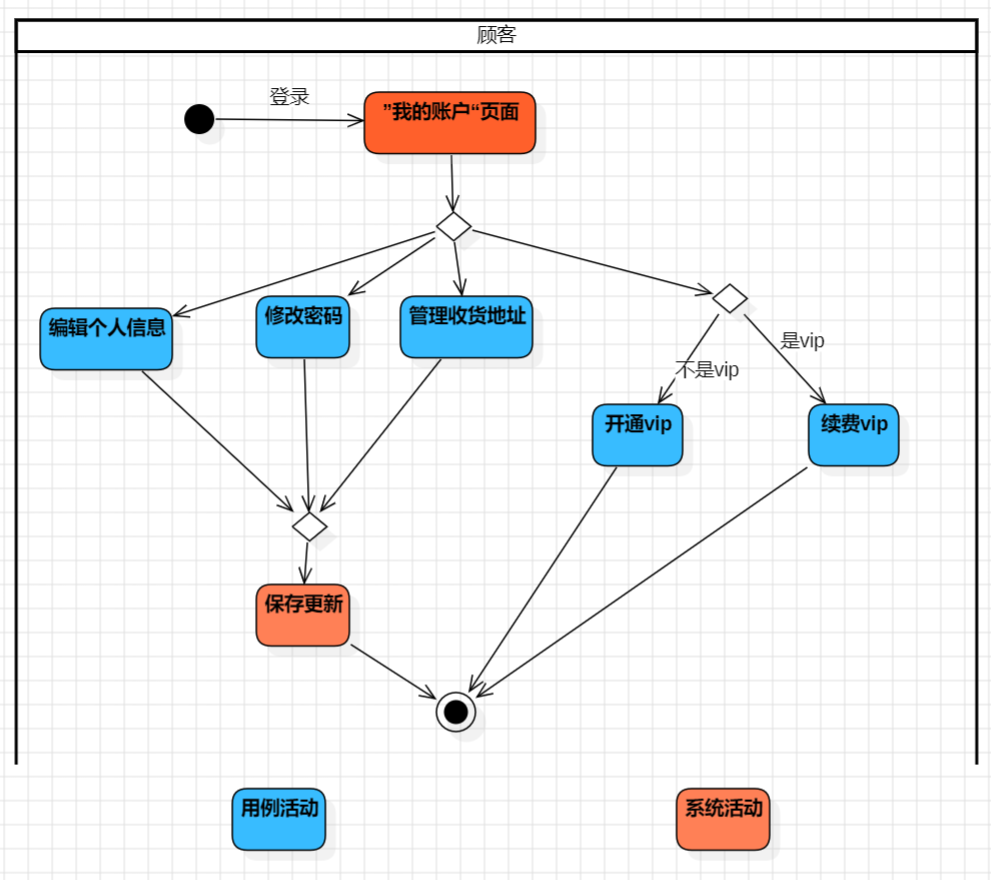 顾客
登录
”我的账户“页面
编辑个人信息
修改密码
管理收货地址
是vip
不是vip
开通vip
续费vip
保存更新
用例活动
系统活动